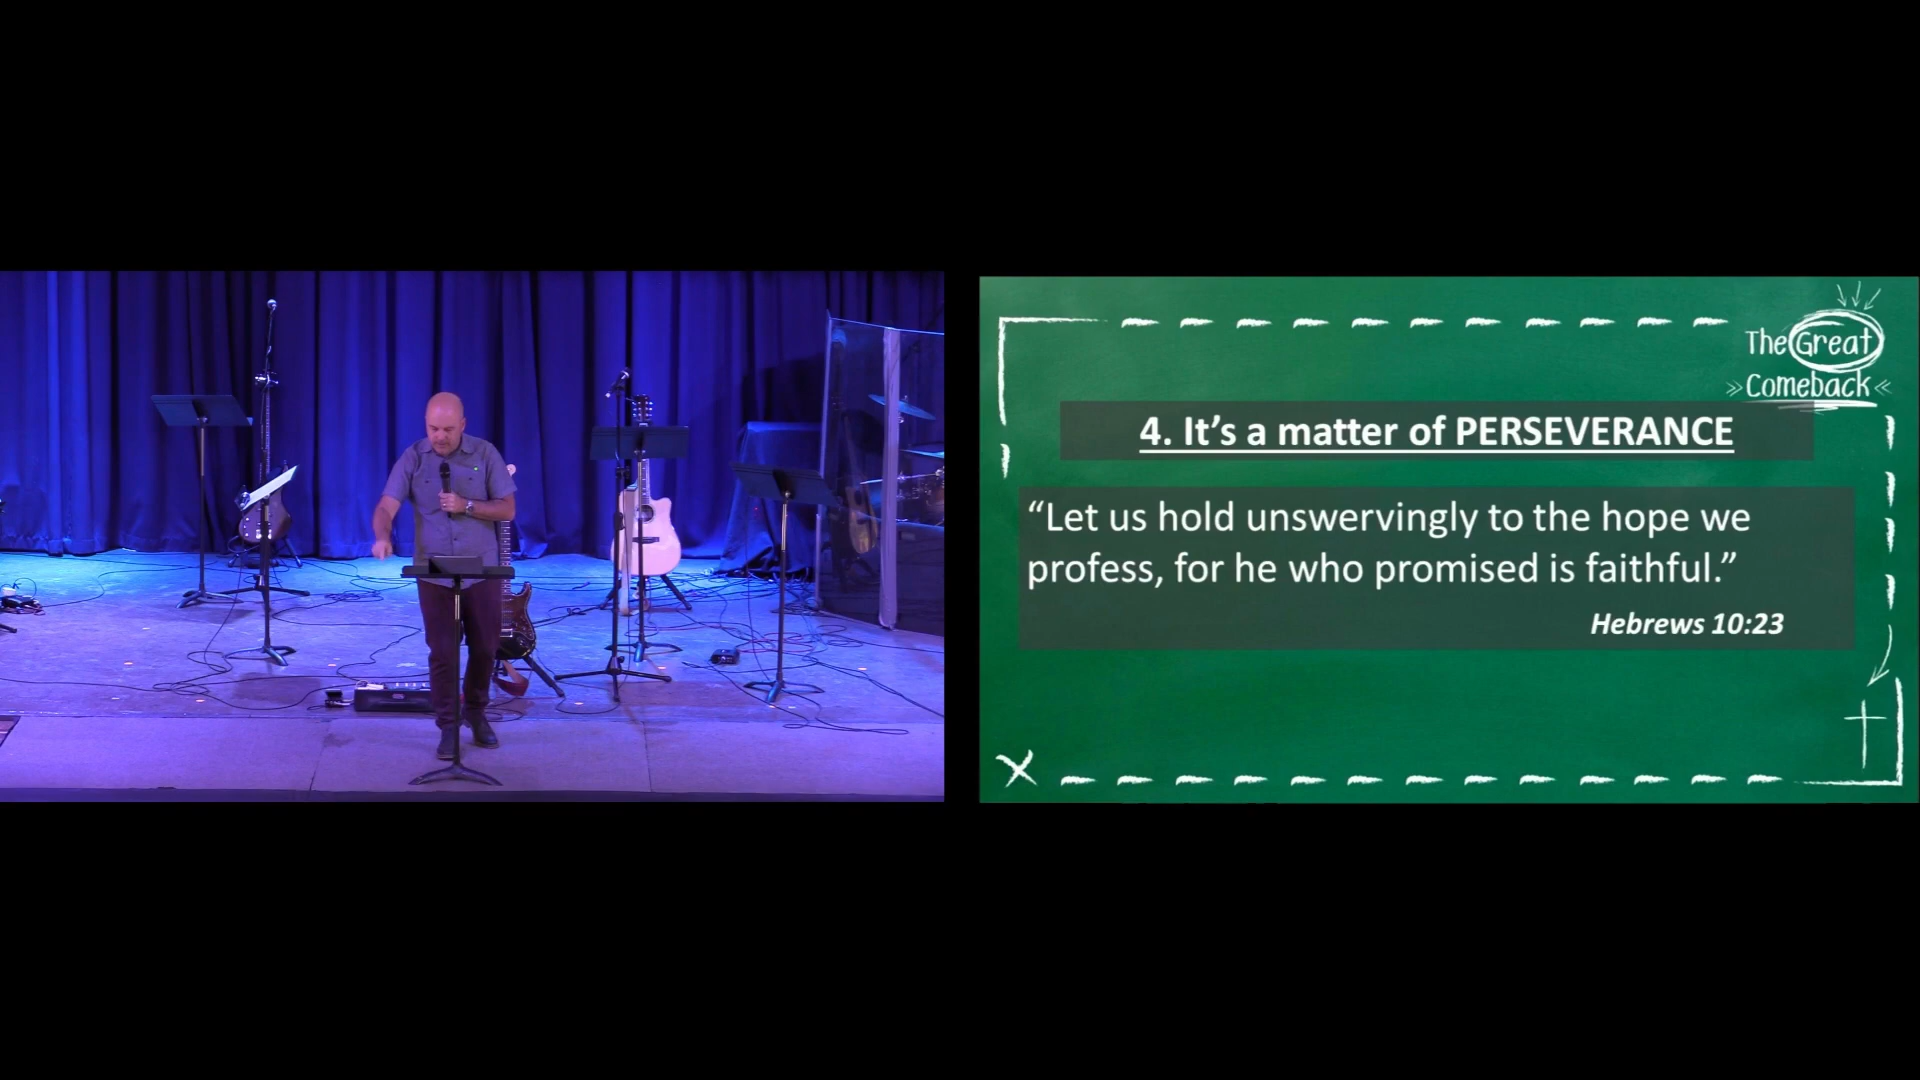 The Great
»Comeback«
4. It’s a matter of PERSEVERANCE
“Let us hold unswervingly to the hope we
profess, for he who promised is faithful.”
Hebrews 10:23